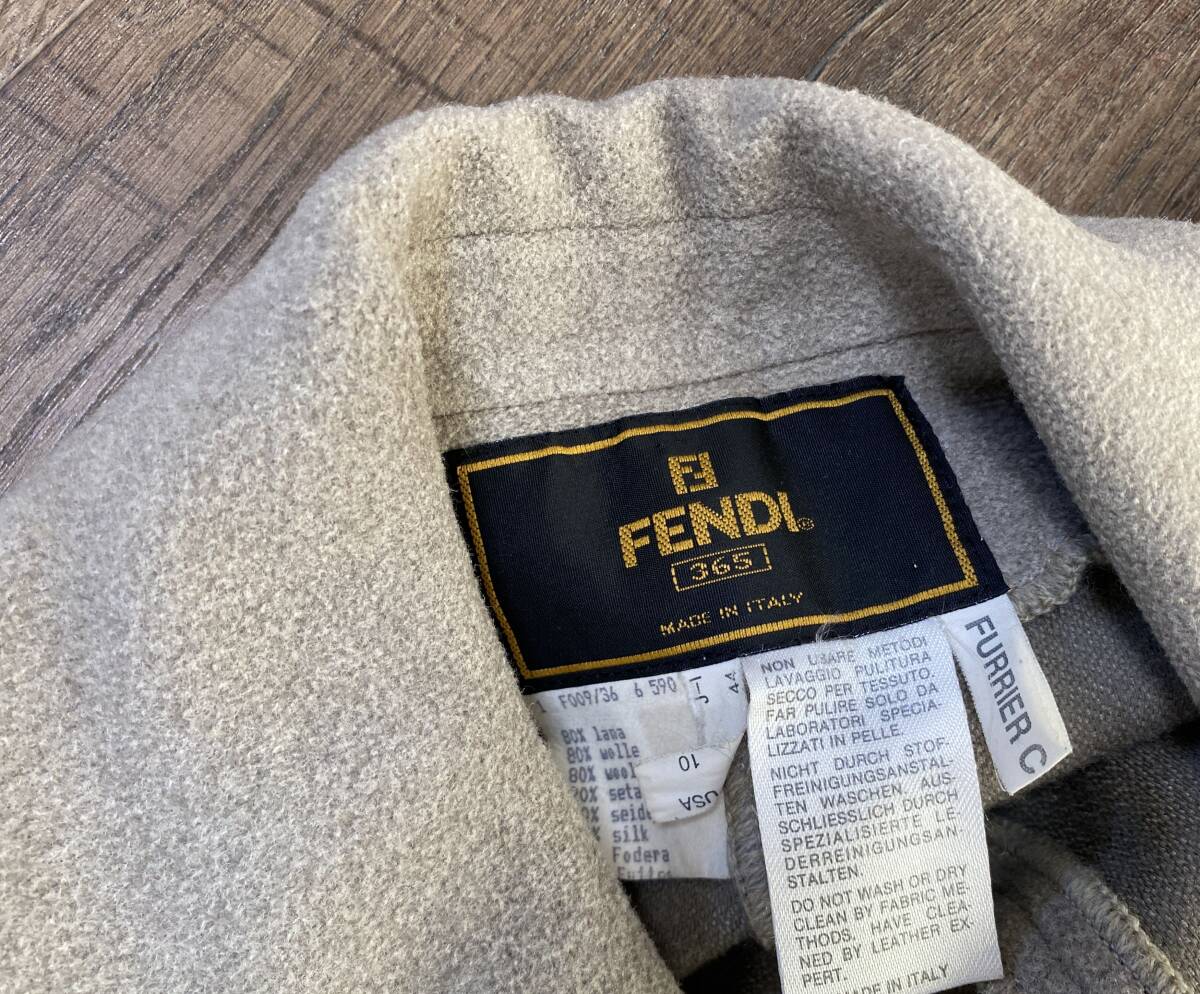 FENDI®
365
MADE IN ITALY
F009/36 6 590
44
80% lana
80% wolle
80% wool
20% seta
seide
silk
Fodera
10
USA
NON USARE METODI
LAVAGGIO PULITURA
SECCO PER TESSUTO.
FAR PULIRE SOLO DA
LABORATORI SPECIA-
LIZZATI IN PELLE.
NICHT DURCH STOF-
FREINIGUNGSANSTAL-
TEN WASCHEN, AUS-
SCHLIESSLICH DURCH
SPEZIALISIERTE LE-
DERREINIGUNGSAN-
STALTEN.
DO NOT WASH OR DRY
CLEAN BY FABRIC ME-
THODS. HAVE CLEA-
NED BY LEATHER EX-
PERT.
MADE IN ITALY
FURRIER C